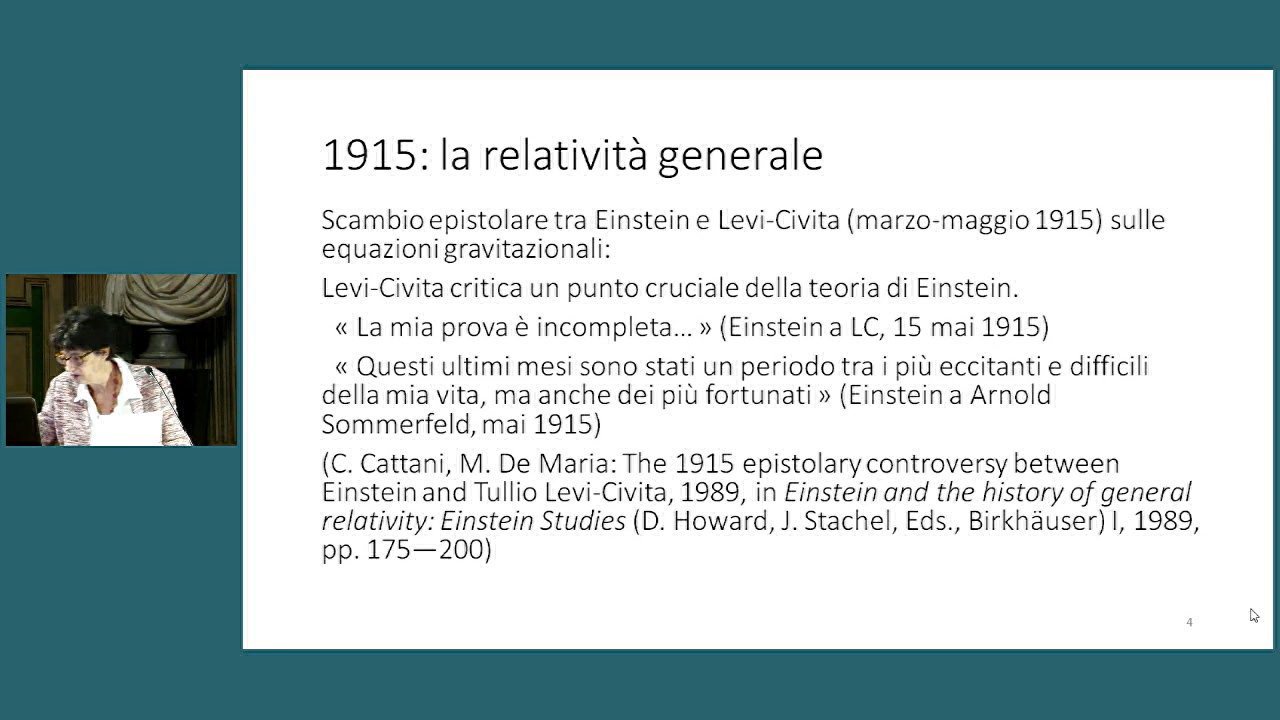 1915: la relatività generale
Scambio epistolare tra Einstein e Levi-Civita (marzo-maggio 1915) sulle
equazioni gravitazionali:
Levi-Civita critica un punto cruciale della teoria di Einstein.
« La mia prova è incompleta... » (Einstein a LC, 15 mai 1915)
« Questi ultimi mesi sono stati un periodo tra i più eccitanti e difficili
della mia vita, ma anche dei più fortunati » (Einstein a Arnold
Sommerfeld, mai 1915)
(C. Cattani, M. De Maria: The 1915 epistolary controversy between
Einstein and Tullio Levi-Civita, 1989, in Einstein and the history of general
relativity: Einstein Studies (D. Howard, J. Stachel, Eds., Birkhäuser) I, 1989,
pp. 175—200)
4